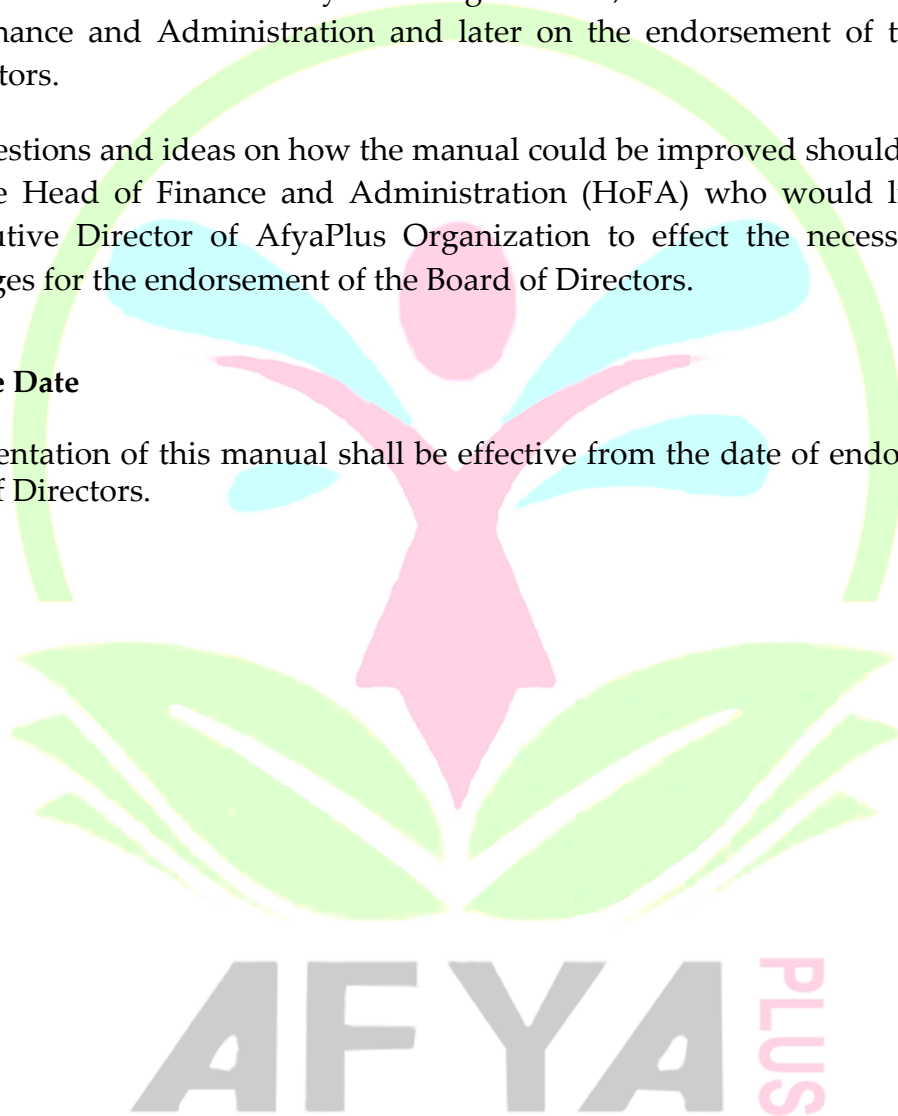 nance and Administration and later on the endorsement of t
tors.
estions and ideas on how the manual could be improved should
e Head of Finance and Administration (HoFA) who would l
utive Director of AfyaPlus Organization to effect the necess
ges for the endorsement of the Board of Directors.
e Date
entation of this manual shall be effective from the date of endo
f Directors.
AFYA PLUS